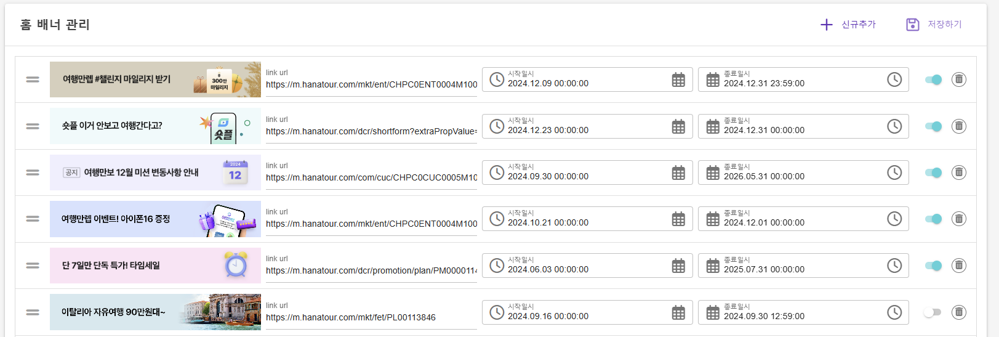 홈 배너 관리
신규추가
저장하기
여행만렙 #챌린지 마일리지 받기
300만
마일리지
link url
https://m.hanatour.com/mkt/ent/CHPC0ENT0004M100
시작일시
2024.12.09 00:00:00
종료일시
2024.12.31 23:59:00
숏플 이거 안보고 여행간다고?
숏플
link url
https://m.hanatour.com/dcr/shortform?extraPropValue=
시작일시
2024.12.23 00:00:00
종료일시
2024.12.31 00:00:00
공지 여행만보 12월 미션 변동사항 안내
2024
12
link url
https://m.hanatour.com/com/cuc/CHPC0CUC0005M10
시작일시
2024.09.30 00:00:00
종료일시
2026.05.31 00:00:00
여행만렙 이벤트! 아이폰16 증정
link url
https://m.hanatour.com/mkt/ent/CHPC0ENT0004M100
시작일시
2024.10.21 00:00:00
종료일시
2024.12.01 00:00:00
단 7일만 단독 특가! 타임세일
link url
https://m.hanatour.com/dcr/promotion/plan/PM0000114
시작일시
2024.06.03 00:00:00
종료일시
2025.07.31 00:00:00
이탈리아 자유여행 90만원대~
link url
https://m.hanatour.com/mkt/fet/PL00113846
시작일시
2024.09.16 00:00:00
종료일시
2024.09.30 12:59:00